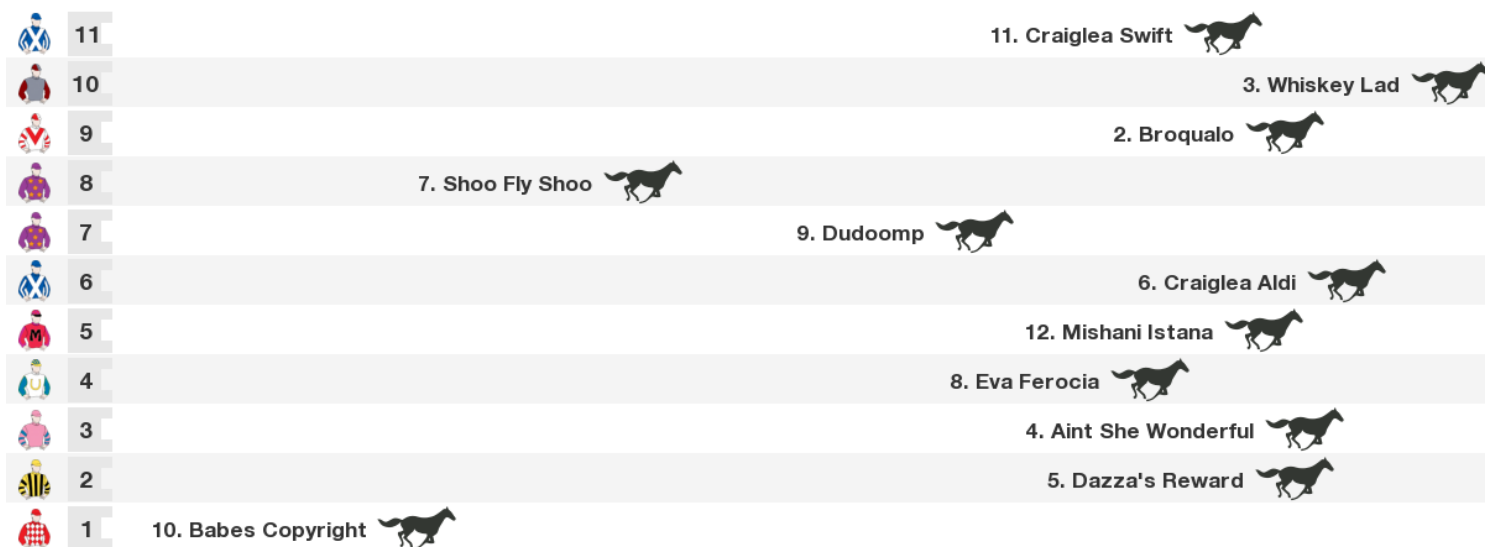 11 11. Craiglea Swift
10 3. Whiskey Lad
9 2. Broqualo
8 7. Shoo Fly Shoo
7 9. Dudoomp
6 6. Craiglea Aldi
M 5 12. Mishani Istana
U 4 8. Eva Ferocia
3 4. Aint She Wonderful
2 5. Dazza's Reward
1 10. Babes Copyright